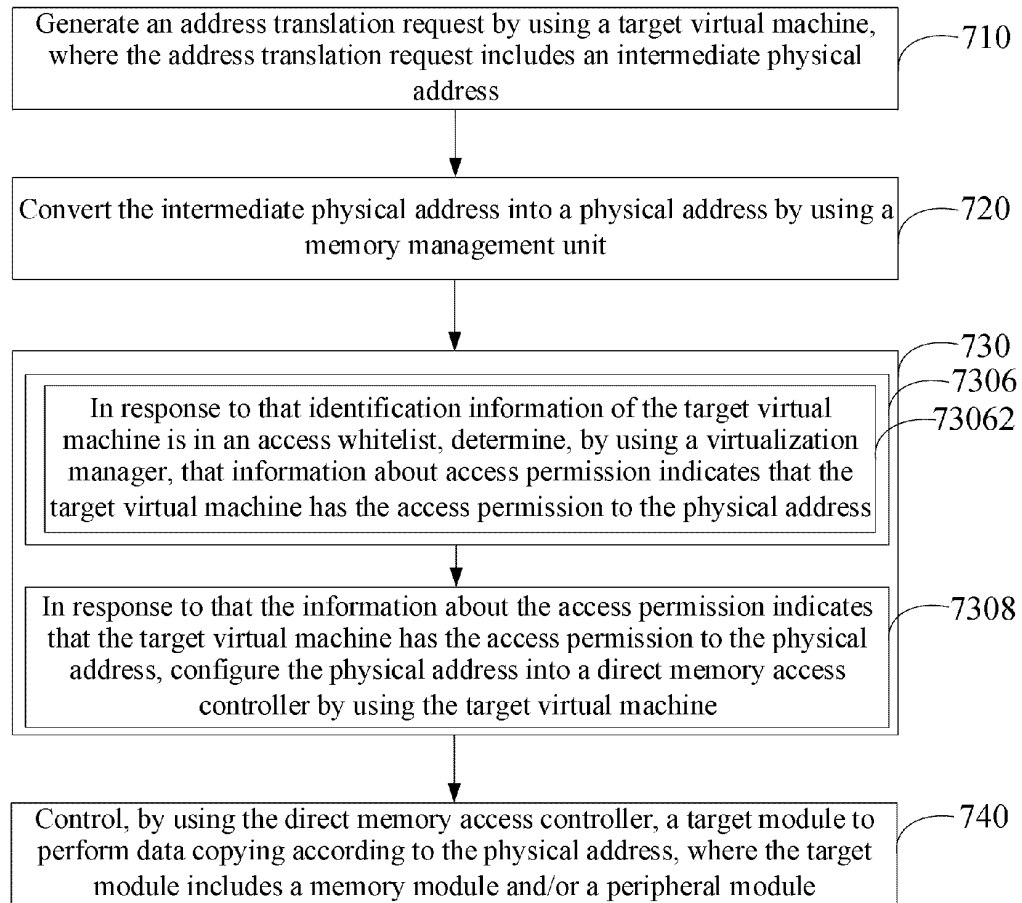 Generate an address translation request by using a target virtual machine,
where the address translation request includes an intermediate physical
address
710
Convert the intermediate physical address into a physical address by using a
memory management unit
720
730
7306
73062
In response to that identification information of the target virtual
machine is in an access whitelist, determine, by using a virtualization
manager, that information about access permission indicates that the
target virtual machine has the access permission to the physical address
In response to that the information about the access permission indicates
that the target virtual machine has the access permission to the physical
address, configure the physical address into a direct memory access
controller by using the target virtual machine
7308
Control, by using the direct memory access controller, a target module to
perform data copying according to the physical address, where the target
module includes a memory module and/or a peripheral module
740